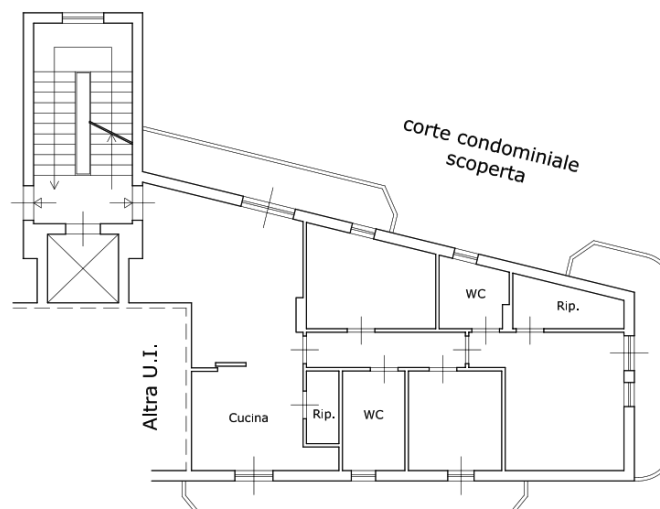 corte condominiale
scoperta
WC
Rip.
Altra U.I.
Cucina
Rip.
WC